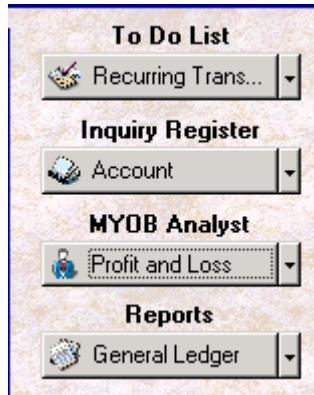 To Do List
Recurring Trans...
Inquiry Register
Account
MYOB Analyst
Profit and Loss
Reports
General Ledger